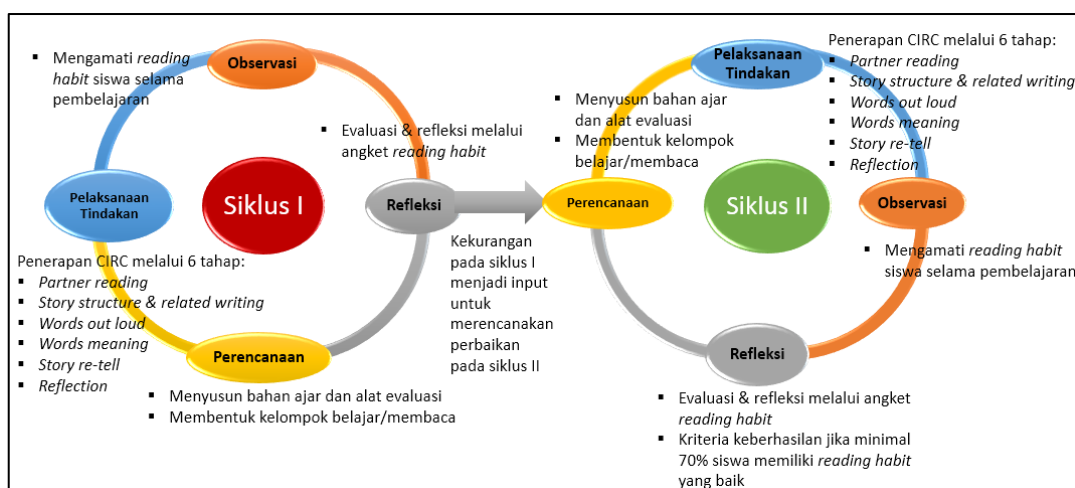 Observasi
▪ Mengamati reading
habit siswa selama
pembelajaran
▪ Evaluasi & refleksi melalui
angket reading habit
Pelaksanaan
Tindakan
Siklus I
Refleksi
Penerapan CIRC melalui 6 tahap:
▪ Partner reading
▪ Story structure & related writing
▪ Words out loud
▪ Words meaning
▪ Story re-tell
▪ Reflection
Perencanaan
▪ Menyusun bahan ajar dan alat evaluasi
▪ Membentuk kelompok belajar/membaca
Kekurangan
pada siklus I
menjadi input
untuk
merencanakan
perbaikan
pada siklus II
Pelaksanaan
Tindakan
Penerapan CIRC melalui 6 tahap:
▪ Partner reading
▪ Story structure & related writing
▪ Words out loud
▪ Words meaning
▪ Story re-tell
▪ Reflection
▪ Menyusun bahan ajar
dan alat evaluasi
▪ Membentuk kelompok
belajar/membaca
Perencanaan
Siklus II
Observasi
▪ Mengamati reading habit
siswa selama pembelajaran
Refleksi
▪ Evaluasi & refleksi melalui angket
reading habit
▪ Kriteria keberhasilan jika minimal
70% siswa memiliki reading habit
yang baik